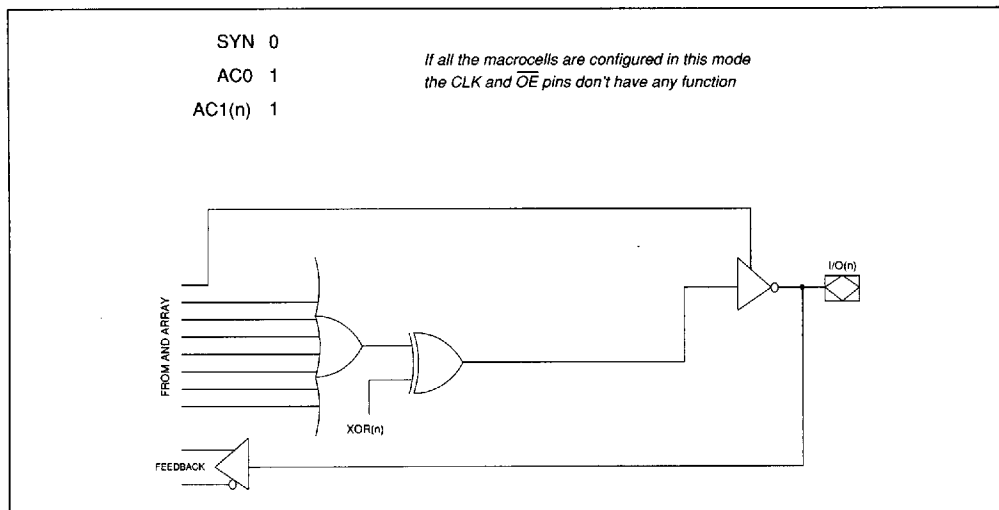 SYN 0
AC0 1
AC1(n) 1
If all the macrocells are configured in this mode
the CLK and OE pins don't have any function
I/O(n)
FROM AND ARRAY
XOR(n)
FEEDBACK